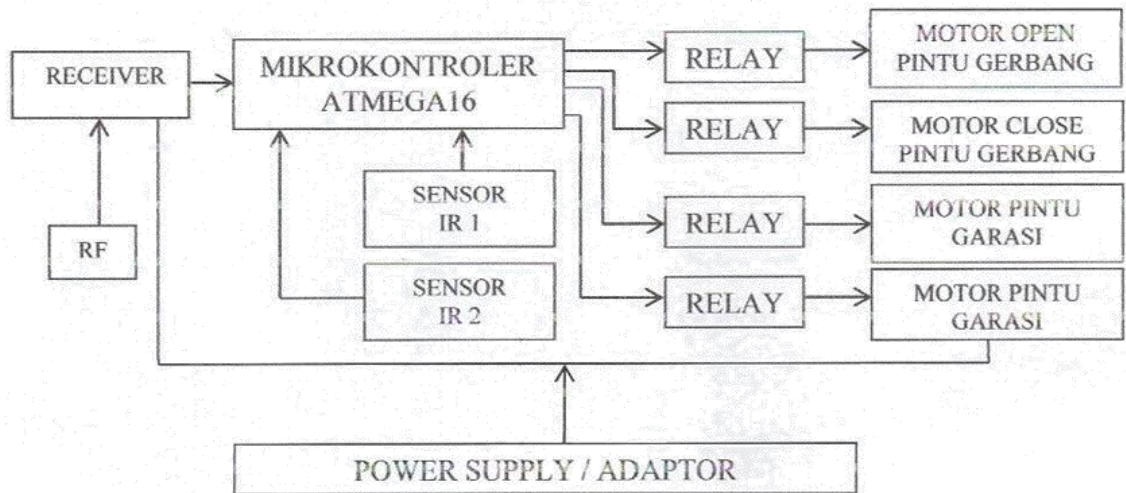 RECEIVER
MIKROKONTROLER
ATMEGA16
RELAY
MOTOR OPEN
PINTU GERBANG
RELAY
MOTOR CLOSE
PINTU GERBANG
SENSOR
IR 1
RELAY
MOTOR PINTU
GARASI
RF
SENSOR
IR 2
RELAY
MOTOR PINTU
GARASI
POWER SUPPLY / ADAPTOR